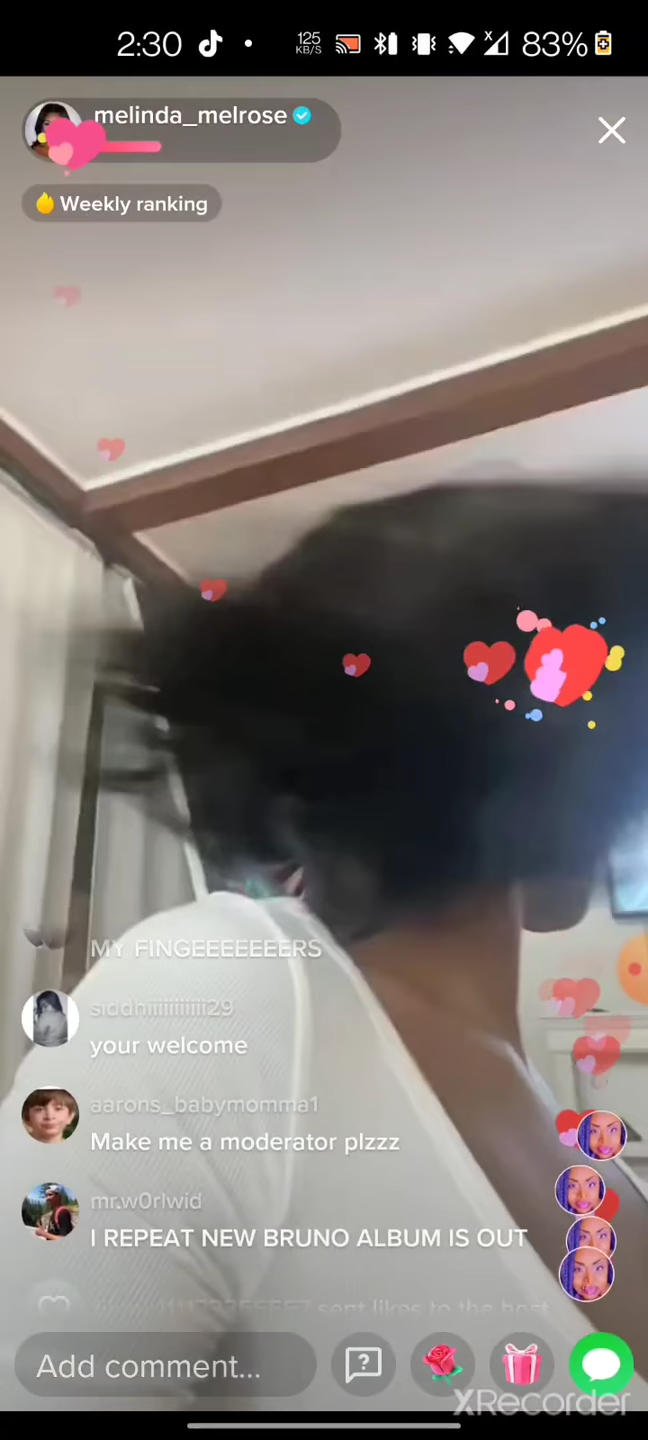 2:30
125
KB/S
X
83%
melinda_melrose
Weekly ranking
MY FINGEEEEEEERS
siddhiiiiiiiiiii29
your welcome
aarons_babymomma1
Make me a moderator plzzz
mr.w0rlwid
I REPEAT NEW BRUNO ALBUM IS OUT
sent likes to the host
Add comment...
XRecorder